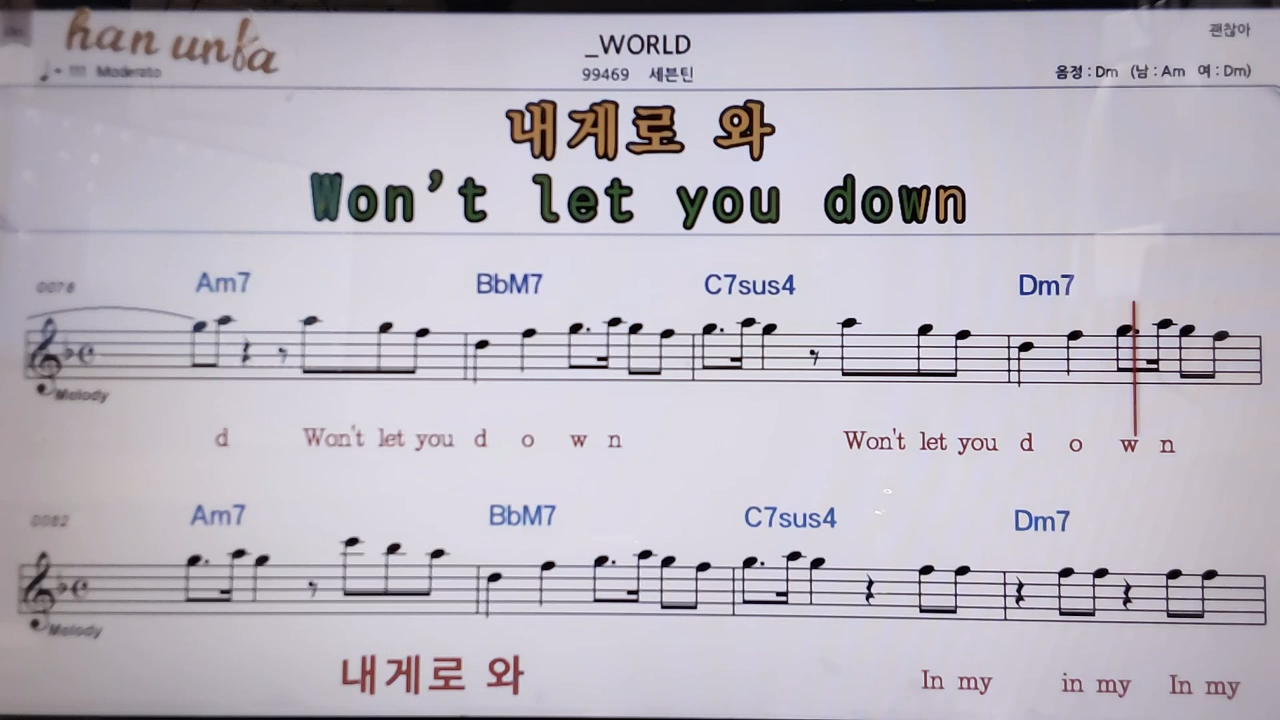 han unba
_WORLD
괜찮아
♩= 111 Moderato
99469 세븐틴
음정 : Dm (남 : Am 여 : Dm)
내게로 와
Won't let you down
0078 Am7 BbM7 C7sus4 Dm7
Melody
d Won't let you d o w n Won't let you d o w n
0082 Am7 BbM7 C7sus4 Dm7
Melody
내게로 와 In my in my In my